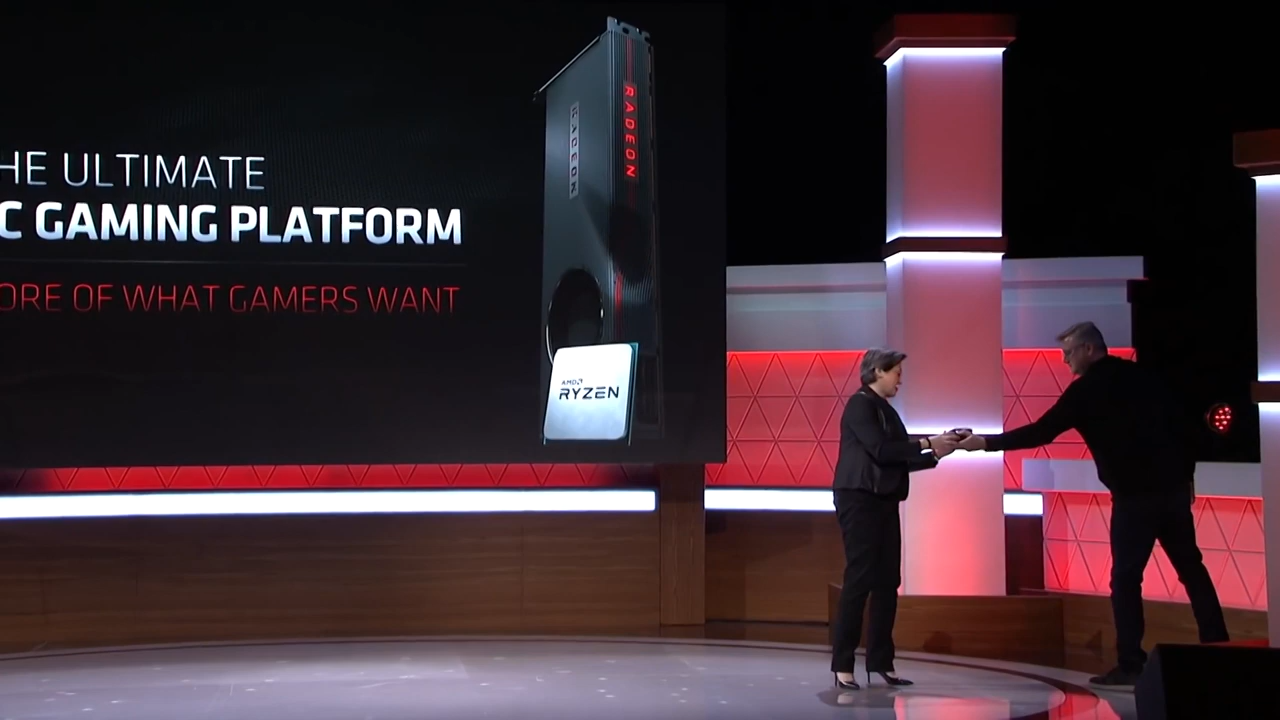 HE ULTIMATE
C GAMING PLATFORM
ORE OF WHAT GAMERS WANT
RADEON
RADEON
AMD
RYZEN